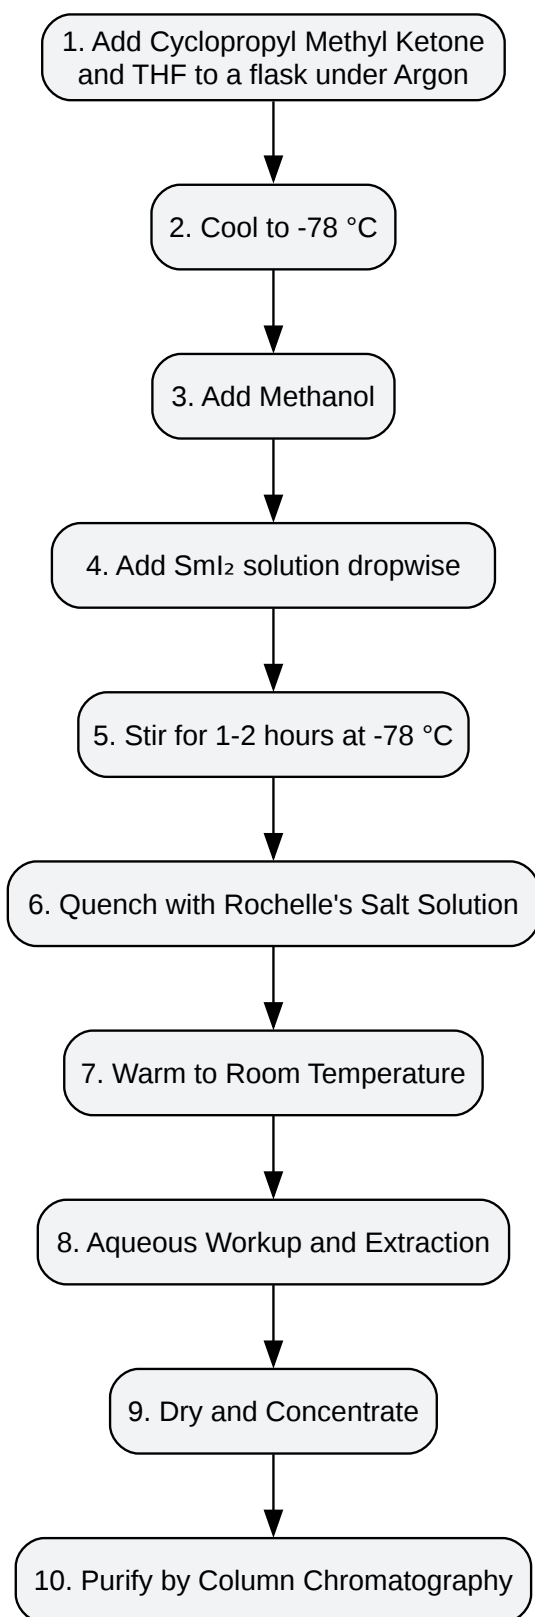 1. Add Cyclopropyl Methyl Ketone
and THF to a flask under Argon
2. Cool to -78 °C
3. Add Methanol
4. Add SmI₂ solution dropwise
5. Stir for 1-2 hours at -78 °C
6. Quench with Rochelle's Salt Solution
7. Warm to Room Temperature
8. Aqueous Workup and Extraction
9. Dry and Concentrate
10. Purify by Column Chromatography